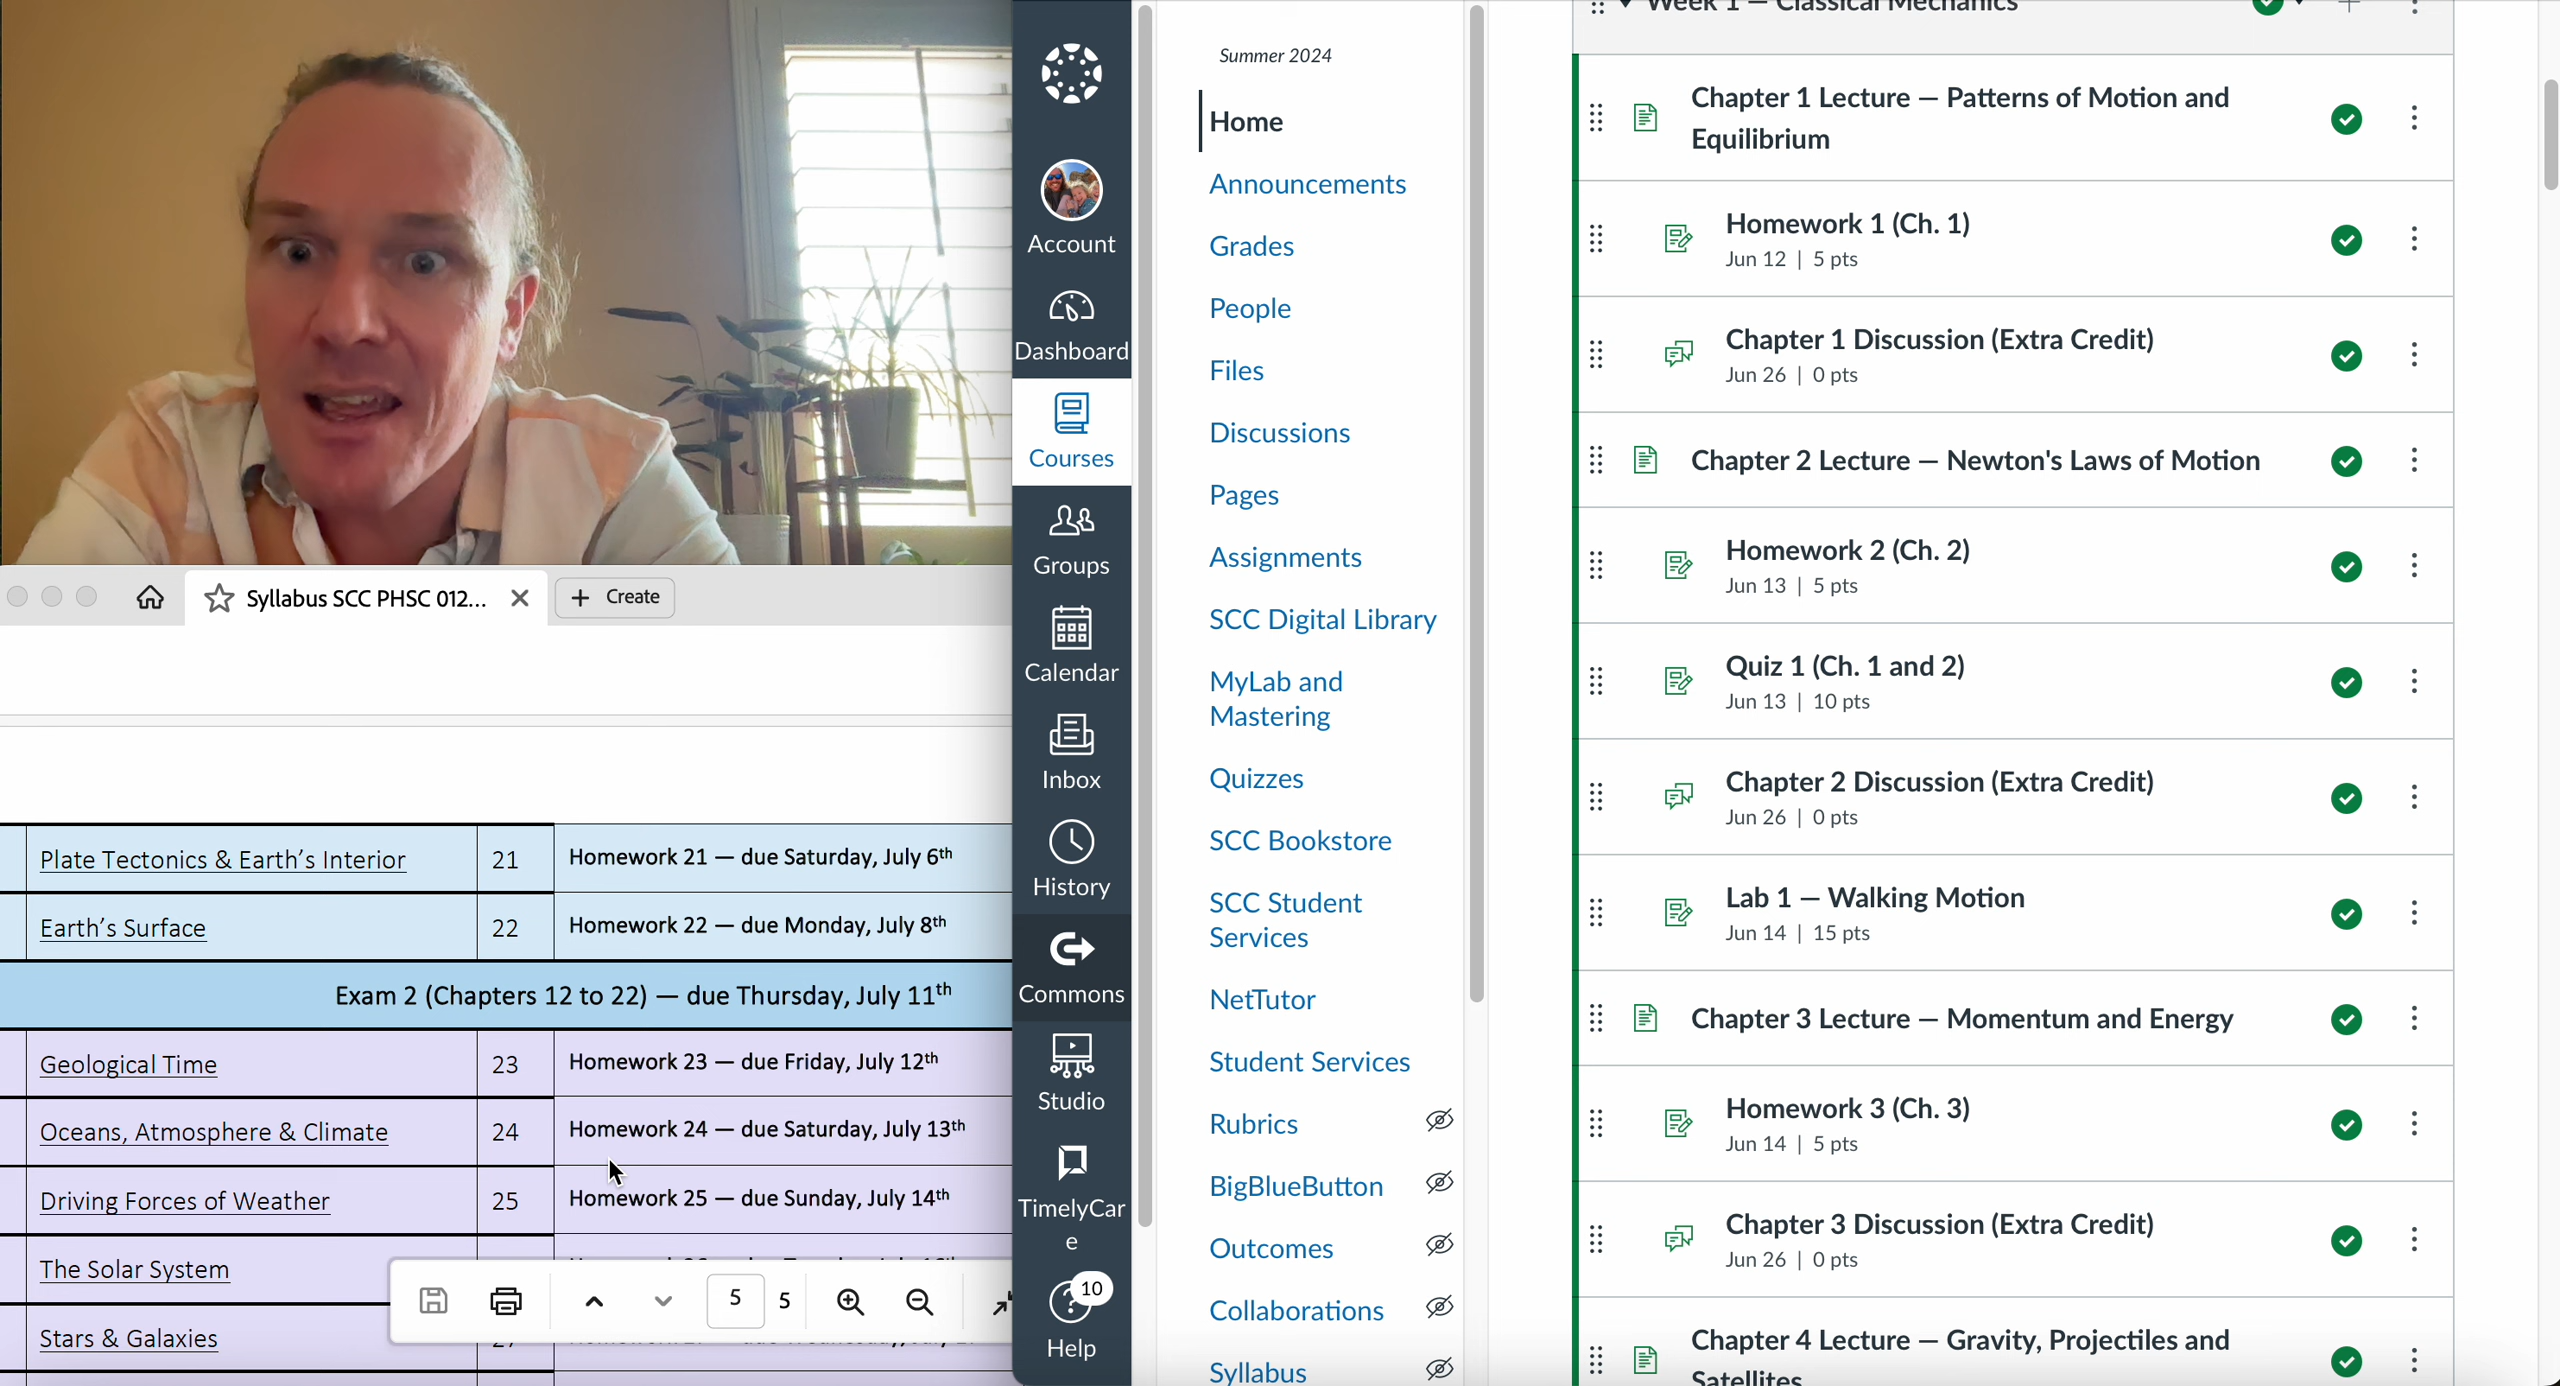 Syllabus SCC PHSC 012...
Create
Plate Tectonics & Earth's Interior 21 Homework 21 — due Saturday, July 6th
Earth's Surface 22 Homework 22 — due Monday, July 8th
Exam 2 (Chapters 12 to 22) — due Thursday, July 11th
Geological Time 23 Homework 23 — due Friday, July 12th
Oceans, Atmosphere & Climate 24 Homework 24 — due Saturday, July 13th
Driving Forces of Weather 25 Homework 25 — due Sunday, July 14th
The Solar System
Stars & Galaxies
5 5
Account
Dashboard
Courses
Groups
Calendar
Inbox
History
Commons
Studio
TimelyCar
e
10
Help
Summer 2024
Home
Announcements
Grades
People
Files
Discussions
Pages
Assignments
SCC Digital Library
MyLab and
Mastering
Quizzes
SCC Bookstore
SCC Student
Services
NetTutor
Student Services
Rubrics
BigBlueButton
Outcomes
Collaborations
Syllabus
Week 1 — Classical Mechanics
Chapter 1 Lecture — Patterns of Motion and
Equilibrium
Homework 1 (Ch. 1)
Jun 12 | 5 pts
Chapter 1 Discussion (Extra Credit)
Jun 26 | 0 pts
Chapter 2 Lecture — Newton's Laws of Motion
Homework 2 (Ch. 2)
Jun 13 | 5 pts
Quiz 1 (Ch. 1 and 2)
Jun 13 | 10 pts
Chapter 2 Discussion (Extra Credit)
Jun 26 | 0 pts
Lab 1 — Walking Motion
Jun 14 | 15 pts
Chapter 3 Lecture — Momentum and Energy
Homework 3 (Ch. 3)
Jun 14 | 5 pts
Chapter 3 Discussion (Extra Credit)
Jun 26 | 0 pts
Chapter 4 Lecture — Gravity, Projectiles and
Satellites